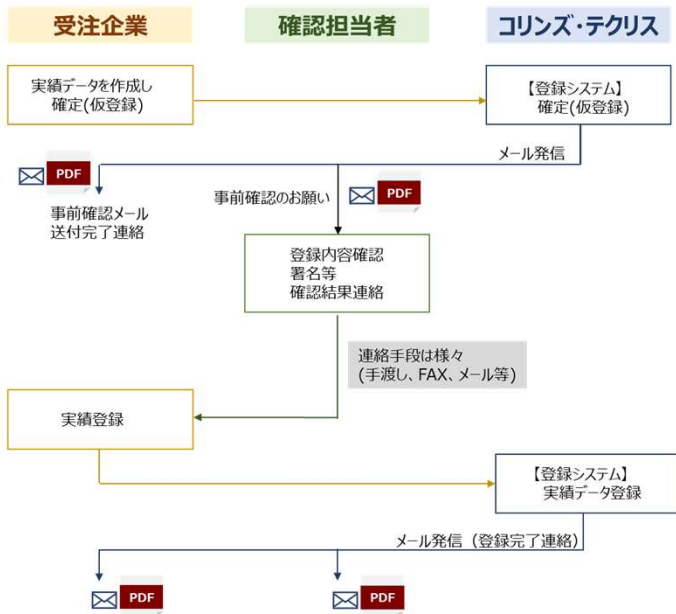 受注企業
確認担当者
コリンズ・テクリス
実績データを作成し
確定(仮登録)
【登録システム】
確定(仮登録)
メール発信
PDF
事前確認メール
送付完了連絡
事前確認のお願い
PDF
登録内容確認
署名等
確認結果連絡
連絡手段は様々
(手渡し、FAX、メール等)
実績登録
【登録システム】
実績データ登録
メール発信（登録完了連絡）
PDF
PDF